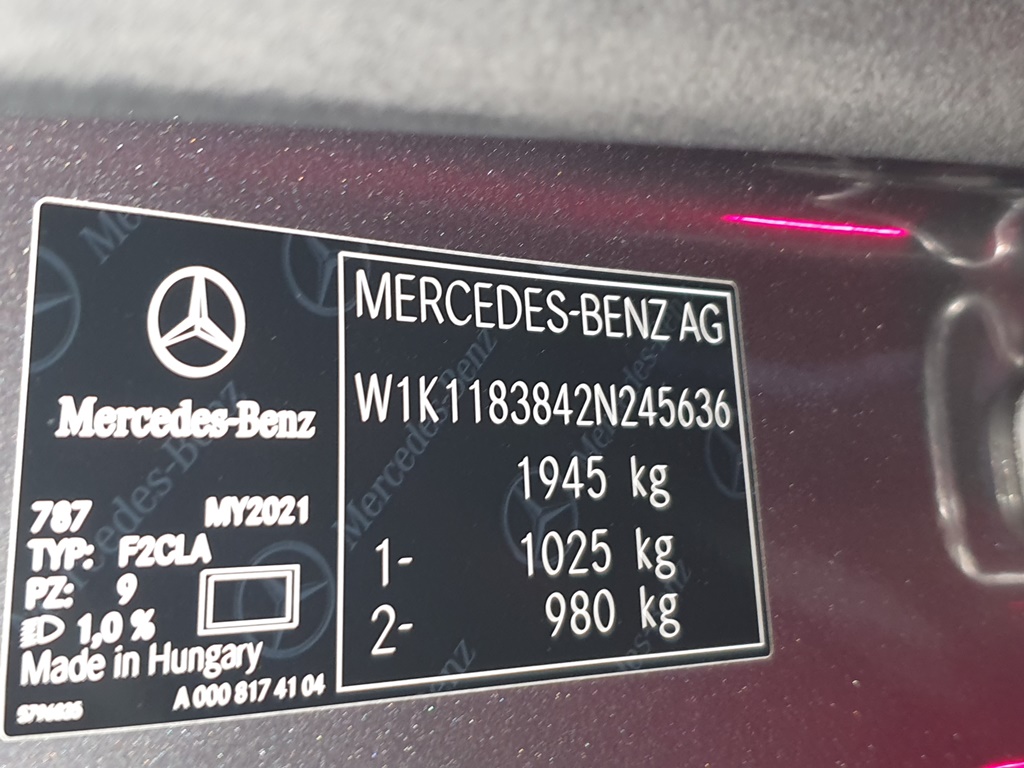 Mercedes-Benz
787 MY2021
TYP: F2CLA
PZ: 9
1,0 %
Made in Hungary
A 000 817 41 04
MERCEDES-BENZ AG
W1K1183842N245636
1945 kg
1- 1025 kg
2- 980 kg